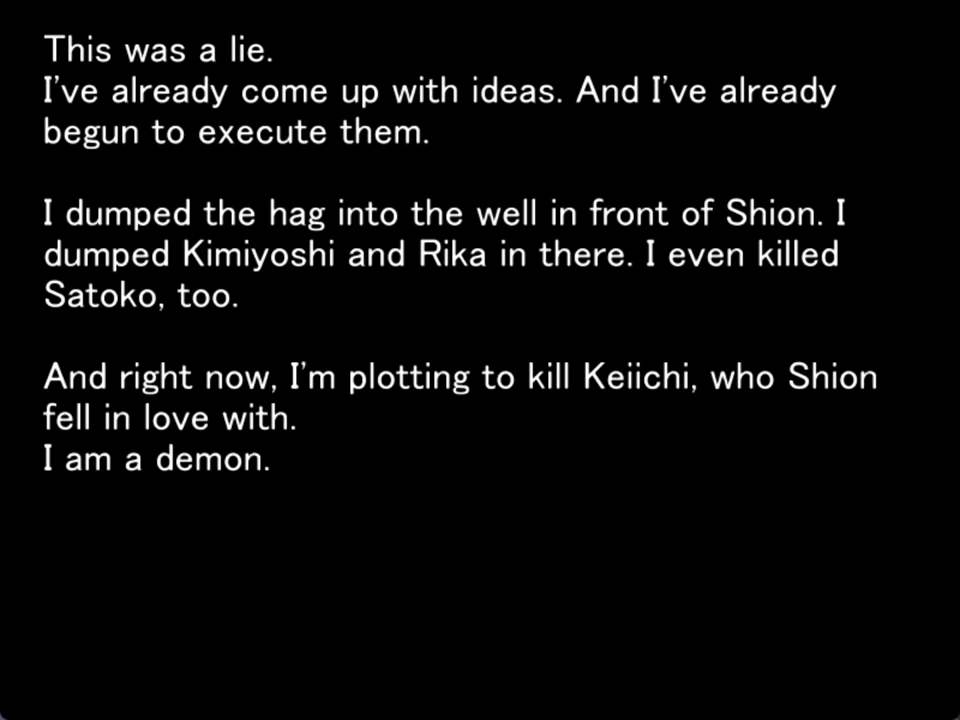 This was a lie.
I've already come up with ideas. And I've already
begun to execute them.
I dumped the hag into the well in front of Shion. I
dumped Kimiyoshi and Rika in there. I even killed
Satoko, too.
And right now, I'm plotting to kill Keiichi, who Shion
fell in love with.
I am a demon.